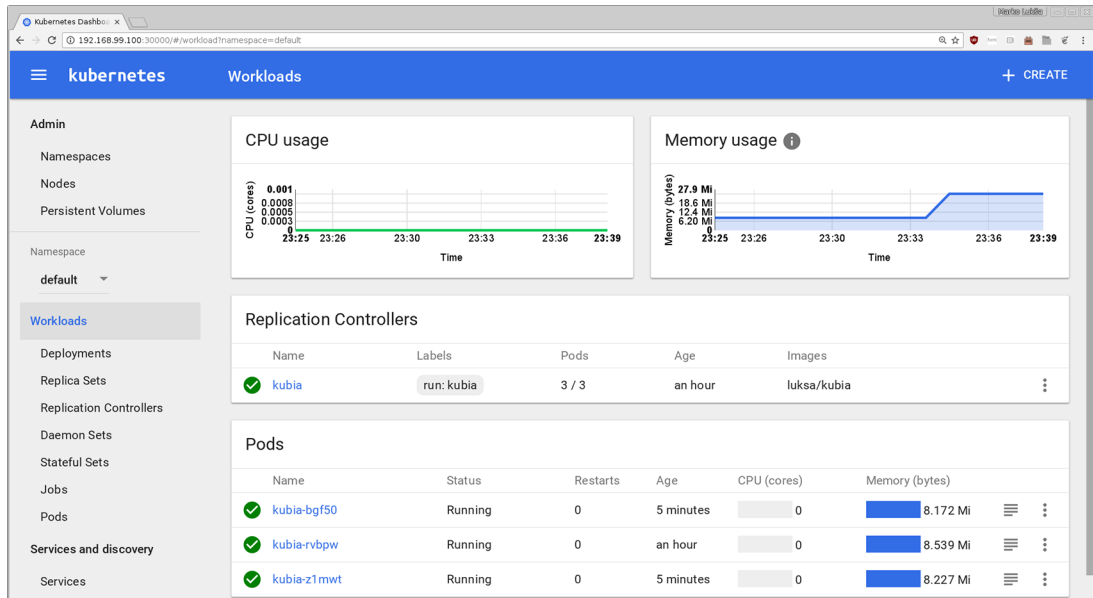 Marko Lukša
Kubernetes Dashboa x
192.168.99.100:30000/#/workload?namespace=default
kubernetes
Workloads
+ CREATE
Admin
Namespaces
Nodes
Persistent Volumes
Namespace
default
Workloads
Deployments
Replica Sets
Replication Controllers
Daemon Sets
Stateful Sets
Jobs
Pods
Services and discovery
Services
CPU usage
CPU (cores)
0.001
0.0008
0.0005
0.0003
0
23:25 23:26 23:30 23:33 23:36 23:39
Time
Memory usage
Memory (bytes)
27.9 Mi
18.6 Mi
12.4 Mi
6.20 Mi
0
23:25 23:26 23:30 23:33 23:36 23:39
Time
Replication Controllers
Name Labels Pods Age Images
kubia run: kubia 3 / 3 an hour luksa/kubia
Pods
Name Status Restarts Age CPU (cores) Memory (bytes)
kubia-bgf50 Running 0 5 minutes 0 8.172 Mi
kubia-rvbpw Running 0 an hour 0 8.539 Mi
kubia-z1mwt Running 0 5 minutes 0 8.227 Mi